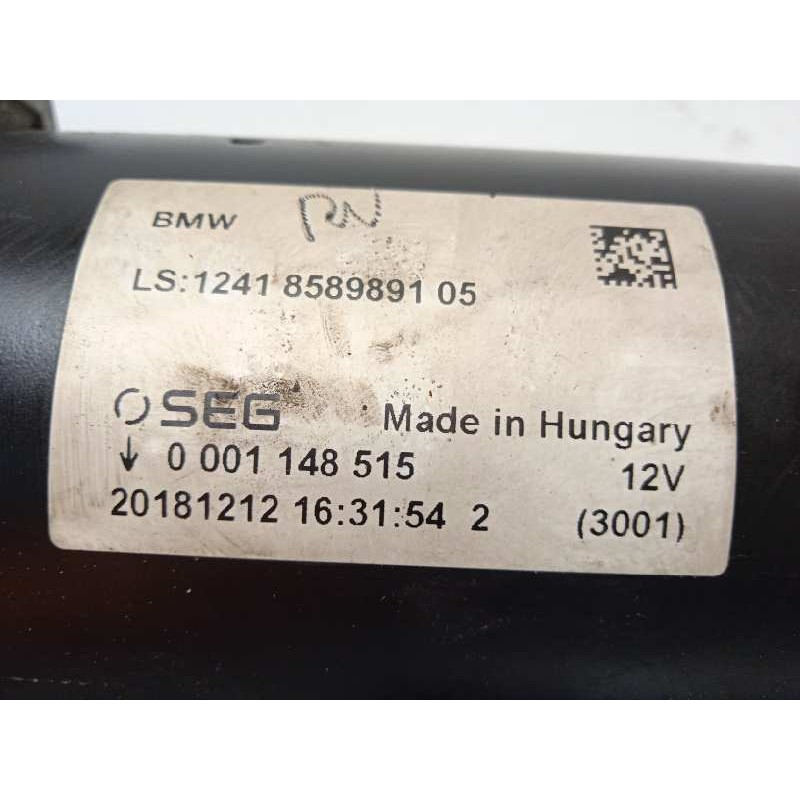 BMW
LS:1241 8589891 05
SEG Made in Hungary
↓ 0 001 148 515 12V
20181212 16:31:54 2 (3001)